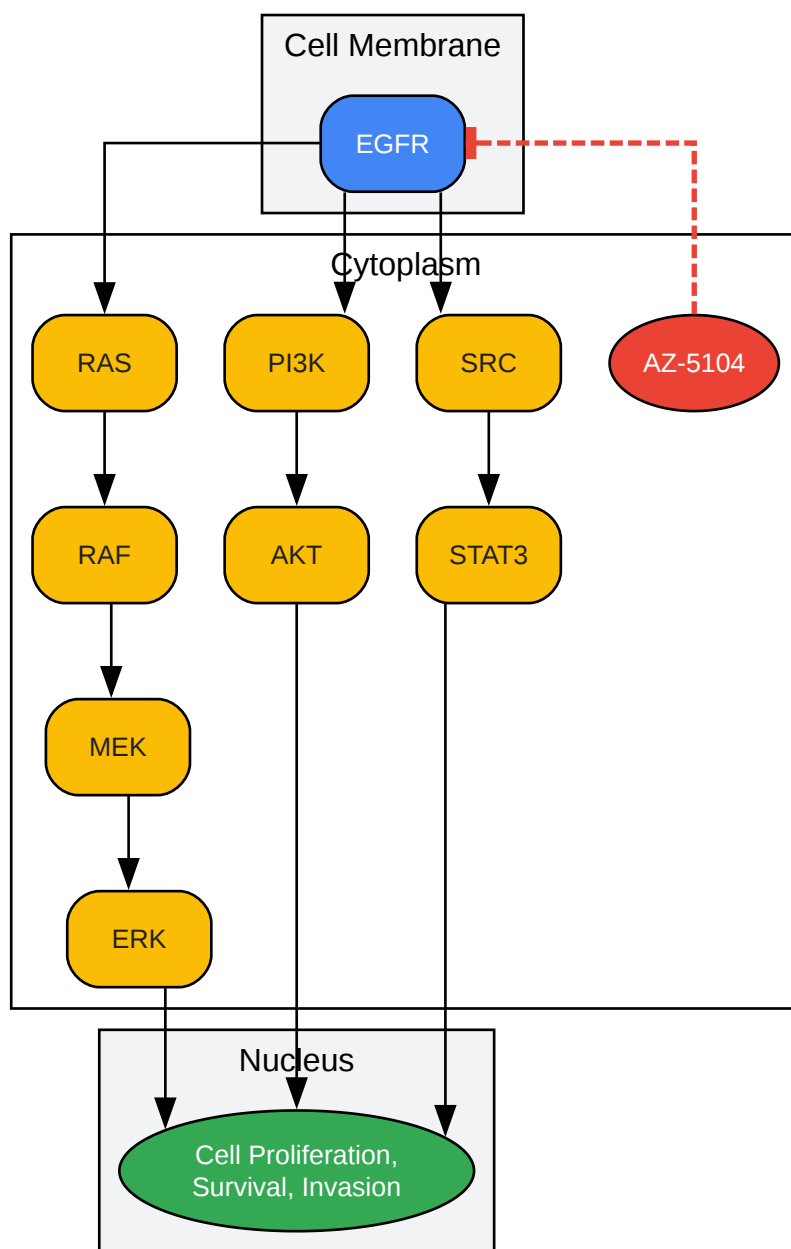 Cell Membrane
EGFR
Cytoplasm
RAS
PI3K
SRC
AZ-5104
RAF
AKT
STAT3
MEK
ERK
Nucleus
Cell Proliferation,
Survival, Invasion